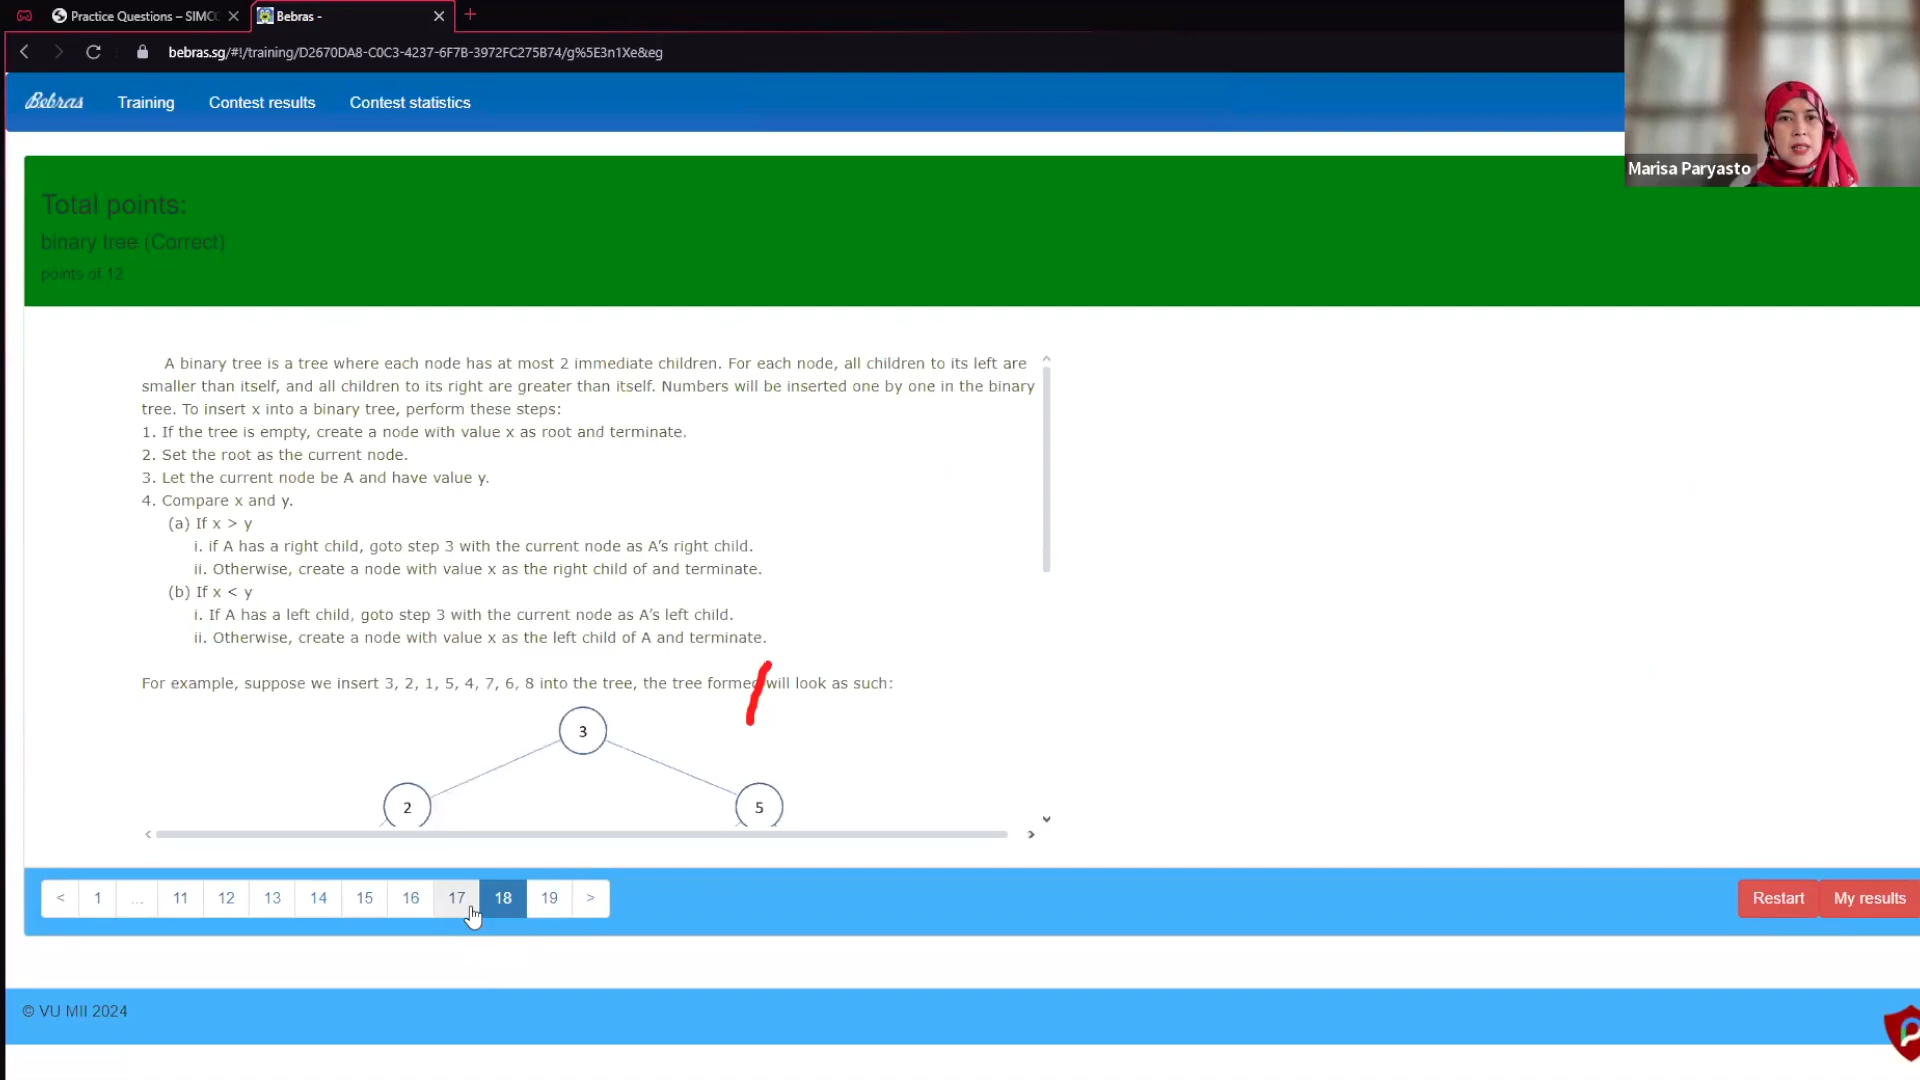 Practice Questions – SIMCC
Bebras -
bebras.sg/#!/training/D2670DA8-C0C3-4237-6F7B-3972FC275B74/g%5E3n1Xe&eg
Bebras Training Contest results Contest statistics
Marisa Paryasto
Total points:
binary tree (Correct)
points of 12
A binary tree is a tree where each node has at most 2 immediate children. For each node, all children to its left are
smaller than itself, and all children to its right are greater than itself. Numbers will be inserted one by one in the binary
tree. To insert x into a binary tree, perform these steps:
1. If the tree is empty, create a node with value x as root and terminate.
2. Set the root as the current node.
3. Let the current node be A and have value y.
4. Compare x and y.
(a) If x > y
i. if A has a right child, goto step 3 with the current node as A’s right child.
ii. Otherwise, create a node with value x as the right child of and terminate.
(b) If x < y
i. If A has a left child, goto step 3 with the current node as A’s left child.
ii. Otherwise, create a node with value x as the left child of A and terminate.
For example, suppose we insert 3, 2, 1, 5, 4, 7, 6, 8 into the tree, the tree formed will look as such:
3
2 5
< 1 ... 11 12 13 14 15 16 17 18 19 >
Restart My results
© VU MII 2024